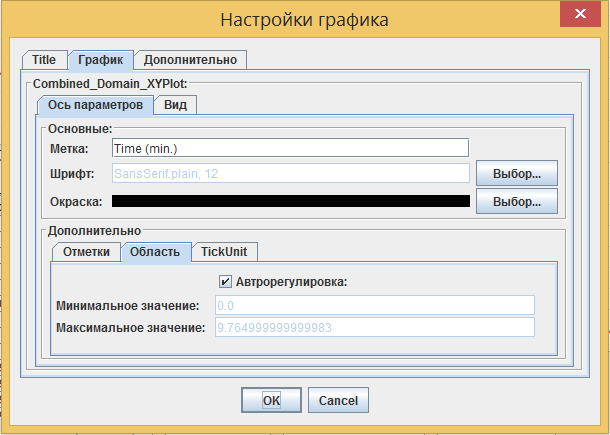 Настройки графика
Title График Дополнительно
Combined_Domain_XYPlot:
Ось параметров Вид
Основные:
Метка: Time (min.)
Шрифт: SansSerif.plain, 12 Выбор...
Окраска: Выбор...
Дополнительно
Отметки Область TickUnit
Авторегулировка:
Минимальное значение: 0.0
Максимальное значение: 9.764999999999983
OK Cancel